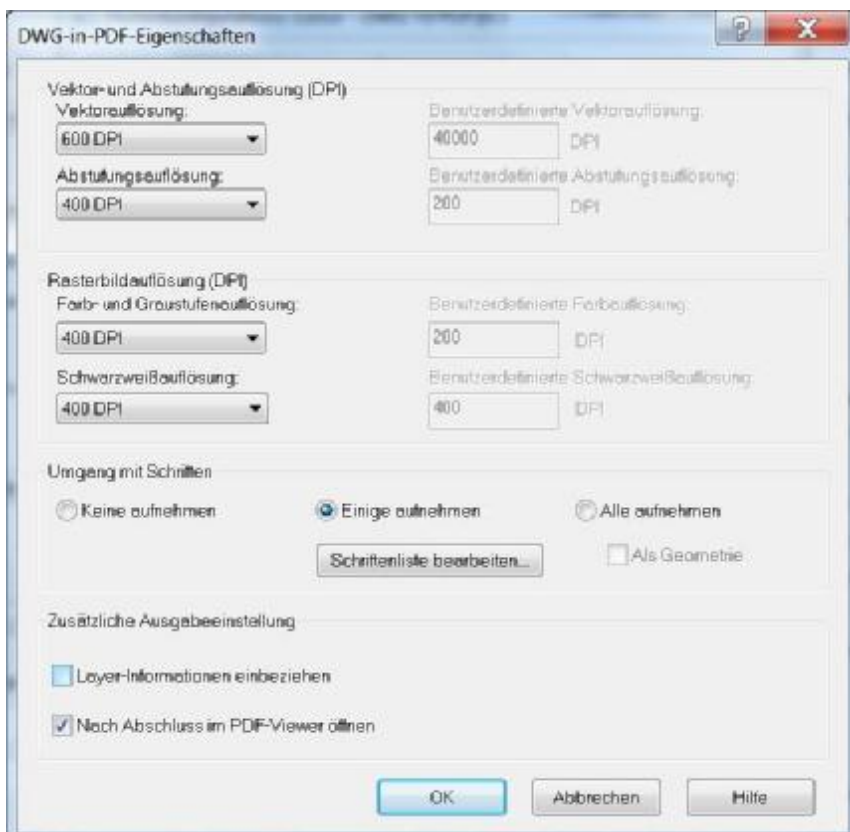 DWG-in-PDF-Eigenschaften
Vektor- und Abstufungsauflösung (DPI)
Vektorauflösung:
Benutzerdefinierte Vektorauflösung:
600 DPI
40000
DPI
Abstufungsauflösung:
Benutzerdefinierte Abstufungsauflösung:
400 DPI
200
DPI
Rasterbildauflösung (DPI)
Farb- und Graustufenauflösung:
Benutzerdefinierte Farbauflösung:
400 DPI
200
DPI
Schwarzweißauflösung:
Benutzerdefinierte Schwarzweißauflösung:
400 DPI
400
DPI
Umgang mit Schriften
Keine aufnehmen
Einige aufnehmen
Alle aufnehmen
Schriftenliste bearbeiten...
Als Geometrie
Zusätzliche Ausgabeeinstellung
Layer-Informationen einbeziehen
Nach Abschluss im PDF-Viewer öffnen
OK
Abbrechen
Hilfe